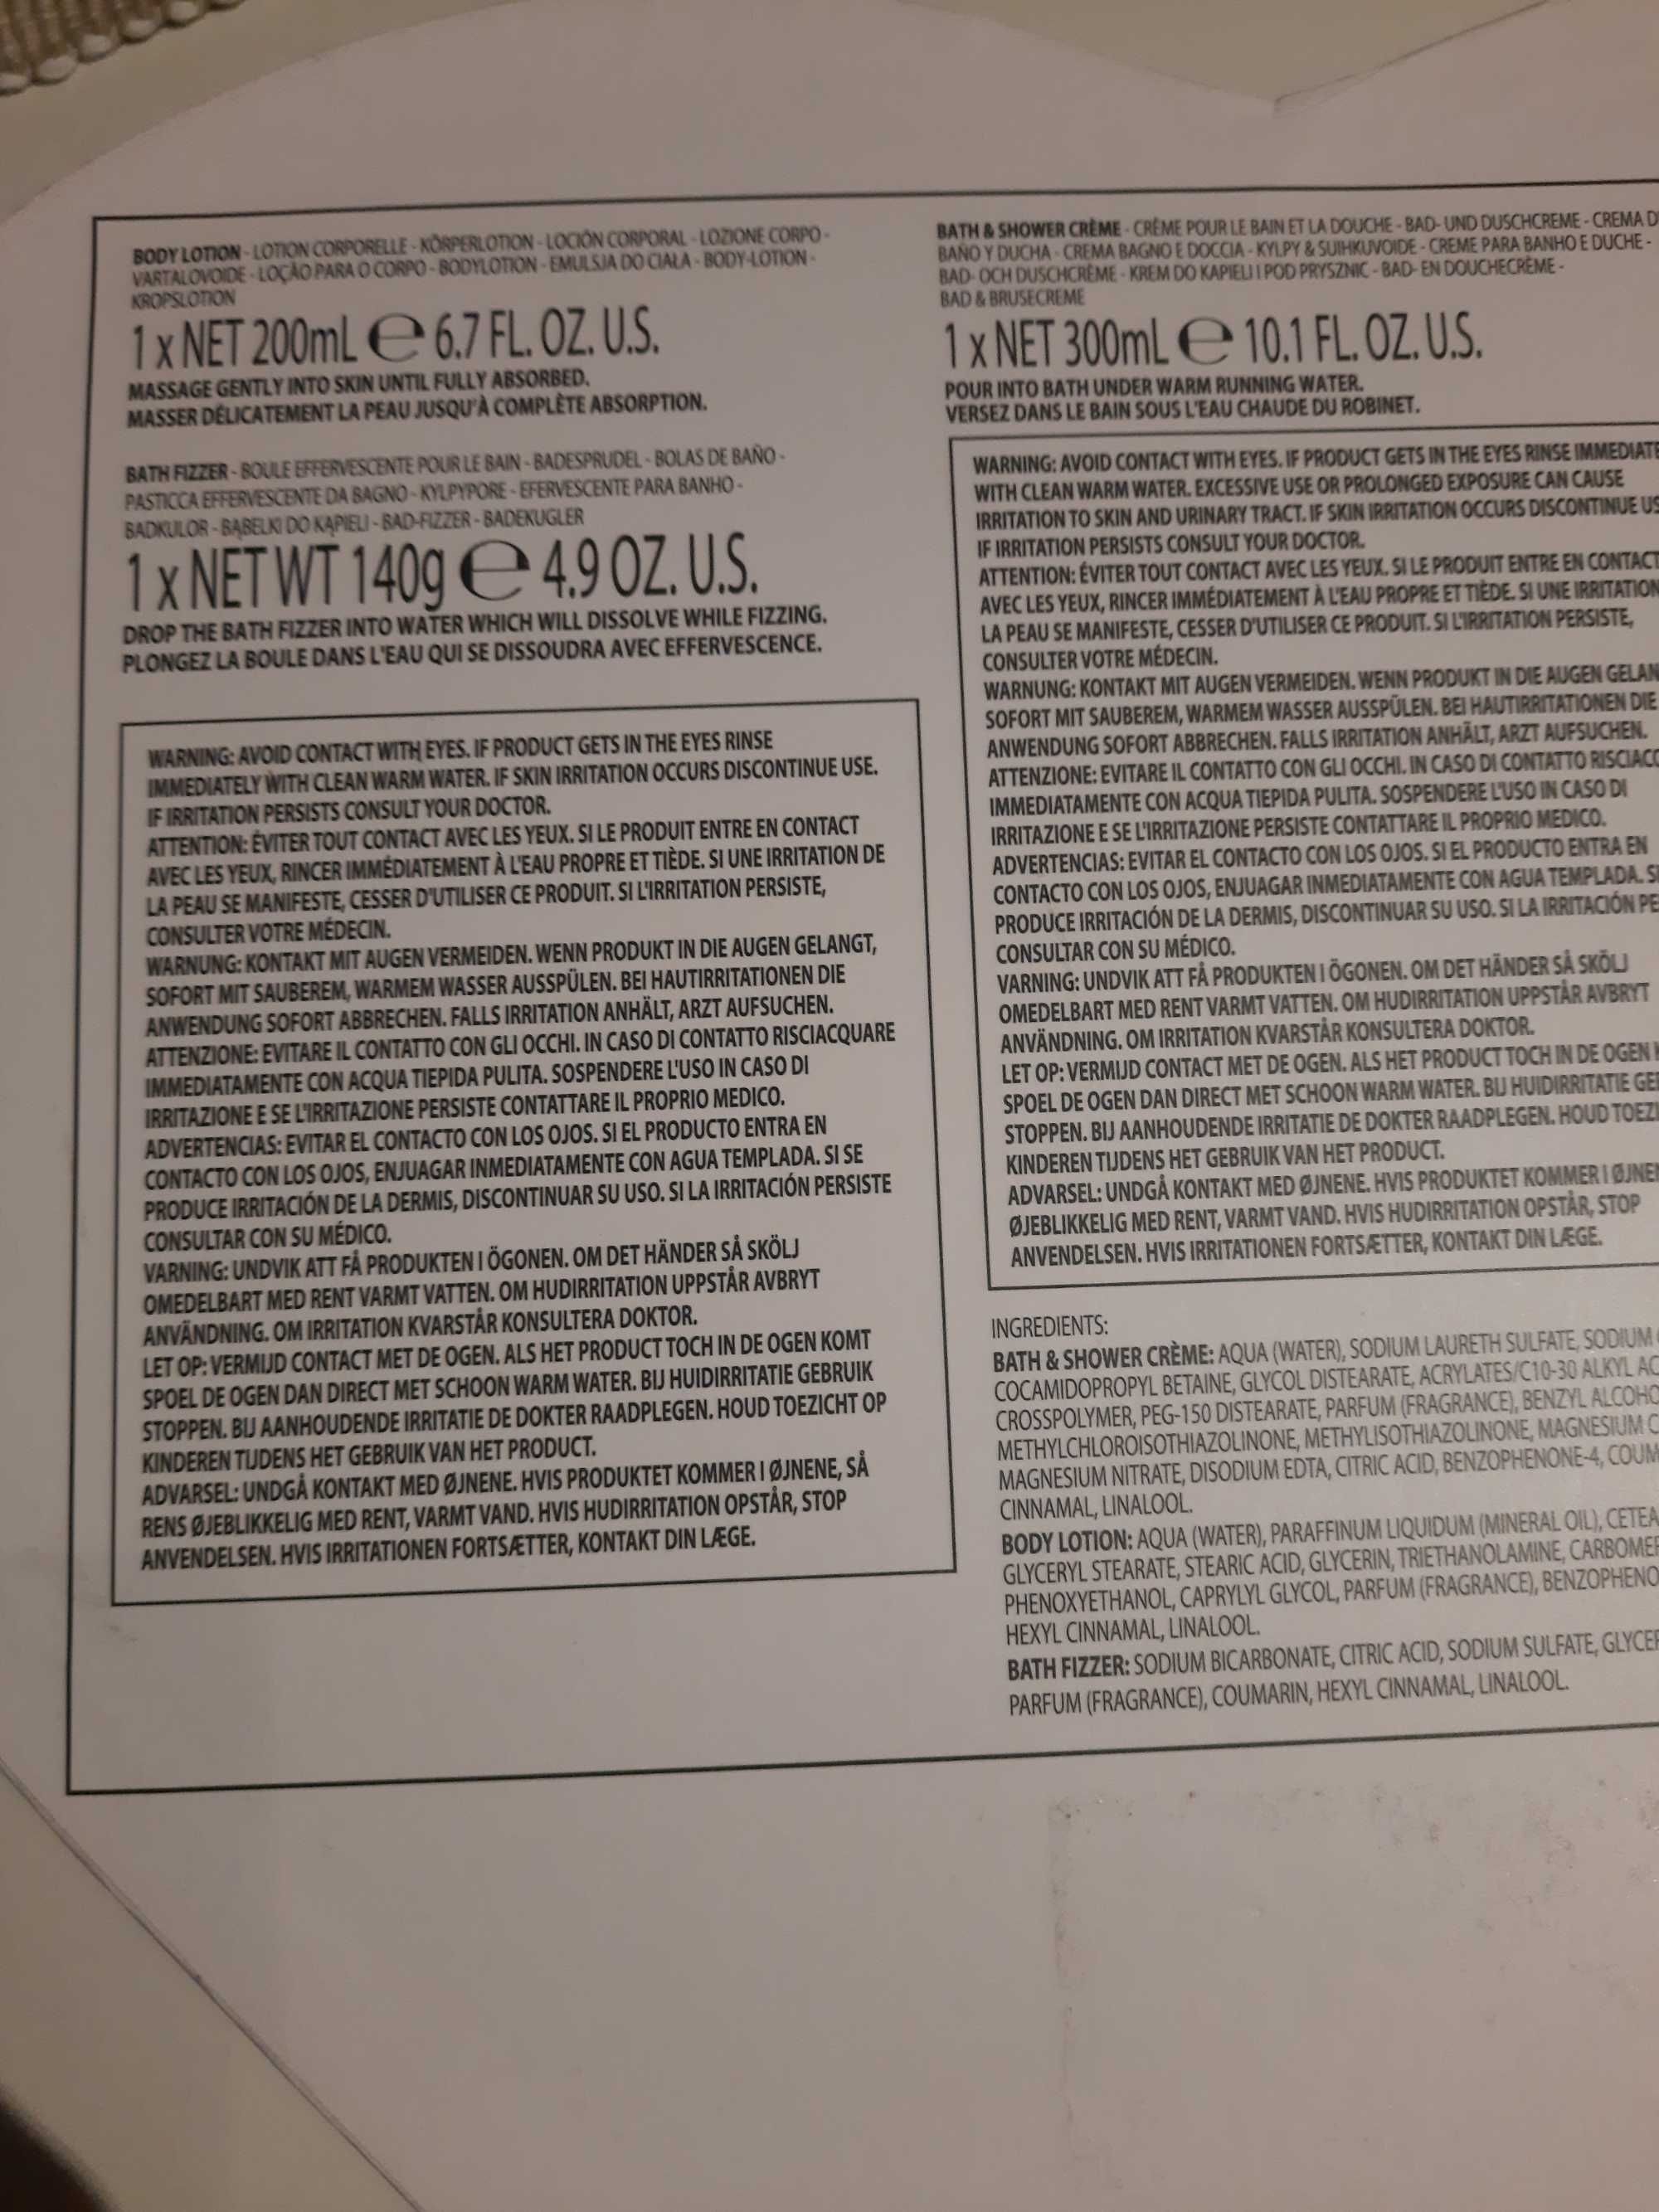 BODY LOTION - LOTION CORPORELLE - KÖRPERLOTION - LOCIÓN CORPORAL - LOZIONE CORPO -
VARTALOVOIDE - LOÇÃO PARA O CORPO - BODYLOTION - EMULSJA DO CIAŁA - BODY-LOTION -
KROPSLOTION
1 x NET 200mL ℮ 6.7 FL. OZ. U.S.
MASSAGE GENTLY INTO SKIN UNTIL FULLY ABSORBED.
MASSER DÉLICATEMENT LA PEAU JUSQU'À COMPLÈTE ABSORPTION.
BATH FIZZER - BOULE EFFERVESCENTE POUR LE BAIN - BADESPRUDEL - BOLAS DE BAÑO -
PASTICCA EFFERVESCENTE DA BAGNO - KYLPYPORE - EFERVESCENTE PARA BANHO -
BADKULOR - BĄBELKI DO KĄPIELI - BAD-FIZZER - BADEKUGLER
1 x NET WT 140g ℮ 4.9 OZ. U.S.
DROP THE BATH FIZZER INTO WATER WHICH WILL DISSOLVE WHILE FIZZING.
PLONGEZ LA BOULE DANS L'EAU QUI SE DISSOUDRA AVEC EFFERVESCENCE.
WARNING: AVOID CONTACT WITH EYES. IF PRODUCT GETS IN THE EYES RINSE
IMMEDIATELY WITH CLEAN WARM WATER. IF SKIN IRRITATION OCCURS DISCONTINUE USE.
IF IRRITATION PERSISTS CONSULT YOUR DOCTOR.
ATTENTION: ÉVITER TOUT CONTACT AVEC LES YEUX. SI LE PRODUIT ENTRE EN CONTACT
AVEC LES YEUX, RINCER IMMÉDIATEMENT À L'EAU PROPRE ET TIÈDE. SI UNE IRRITATION DE
LA PEAU SE MANIFESTE, CESSER D'UTILISER CE PRODUIT. SI L'IRRITATION PERSISTE,
CONSULTER VOTRE MÉDECIN.
WARNUNG: KONTAKT MIT AUGEN VERMEIDEN. WENN PRODUKT IN DIE AUGEN GELANGT,
SOFORT MIT SAUBEREM, WARMEM WASSER AUSSPÜLEN. BEI HAUTIRRITATIONEN DIE
ANWENDUNG SOFORT ABBRECHEN. FALLS IRRITATION ANHÄLT, ARZT AUFSUCHEN.
ATTENZIONE: EVITARE IL CONTATTO CON GLI OCCHI. IN CASO DI CONTATTO RISCIACQUARE
IMMEDIATAMENTE CON ACQUA TIEPIDA PULITA. SOSPENDERE L'USO IN CASO DI
IRRITAZIONE E SE L'IRRITAZIONE PERSISTE CONTATTARE IL PROPRIO MEDICO.
ADVERTENCIAS: EVITAR EL CONTACTO CON LOS OJOS. SI EL PRODUCTO ENTRA EN
CONTACTO CON LOS OJOS, ENJUAGAR INMEDIATAMENTE CON AGUA TEMPLADA. SI SE
PRODUCE IRRITACIÓN DE LA DERMIS, DISCONTINUAR SU USO. SI LA IRRITACIÓN PERSISTE
CONSULTAR CON SU MÉDICO.
VARNING: UNDVIK ATT FÅ PRODUKTEN I ÖGONEN. OM DET HÄNDER SÅ SKÖLJ
OMEDELBART MED RENT VARMT VATTEN. OM HUDIRRITATION UPPSTÅR AVBRYT
ANVÄNDNING. OM IRRITATION KVARSTÅR KONSULTERA DOKTOR.
LET OP: VERMIJD CONTACT MET DE OGEN. ALS HET PRODUCT TOCH IN DE OGEN KOMT
SPOEL DE OGEN DAN DIRECT MET SCHOON WARM WATER. BIJ HUIDIRRITATIE GEBRUIK
STOPPEN. BIJ AANHOUDENDE IRRITATIE DE DOKTER RAADPLEGEN. HOUD TOEZICHT OP
KINDEREN TIJDENS HET GEBRUIK VAN HET PRODUCT.
ADVARSEL: UNDGÅ KONTAKT MED ØJNENE. HVIS PRODUKTET KOMMER I ØJNENE, SÅ
RENS ØJEBLIKKELIG MED RENT, VARMT VAND. HVIS HUDIRRITATION OPSTÅR, STOP
ANVENDELSEN. HVIS IRRITATIONEN FORTSÆTTER, KONTAKT DIN LÆGE.
BATH & SHOWER CRÈME - CRÈME POUR LE BAIN ET LA DOUCHE - BAD- UND DUSCHCREME - CREMA D
BAÑO Y DUCHA - CREMA BAGNO E DOCCIA - KYLPY & SUIHKUVOIDE - CREME PARA BANHO E DUCHE -
BAD- OCH DUSCHCRÈME - KREM DO KAPIELI I POD PRYSZNIC - BAD- EN DOUCHECRÈME -
BAD & BRUSECREME
1 x NET 300mL ℮ 10.1 FL. OZ. U.S.
POUR INTO BATH UNDER WARM RUNNING WATER.
VERSEZ DANS LE BAIN SOUS L'EAU CHAUDE DU ROBINET.
WARNING: AVOID CONTACT WITH EYES. IF PRODUCT GETS IN THE EYES RINSE IMMEDIATE
WITH CLEAN WARM WATER. EXCESSIVE USE OR PROLONGED EXPOSURE CAN CAUSE
IRRITATION TO SKIN AND URINARY TRACT. IF SKIN IRRITATION OCCURS DISCONTINUE US
IF IRRITATION PERSISTS CONSULT YOUR DOCTOR.
ATTENTION: ÉVITER TOUT CONTACT AVEC LES YEUX. SI LE PRODUIT ENTRE EN CONTACT
AVEC LES YEUX, RINCER IMMÉDIATEMENT À L'EAU PROPRE ET TIÈDE. SI UNE IRRITATION
LA PEAU SE MANIFESTE, CESSER D'UTILISER CE PRODUIT. SI L'IRRITATION PERSISTE,
CONSULTER VOTRE MÉDECIN.
WARNUNG: KONTAKT MIT AUGEN VERMEIDEN. WENN PRODUKT IN DIE AUGEN GELAN
SOFORT MIT SAUBEREM, WARMEM WASSER AUSSPÜLEN. BEI HAUTIRRITATIONEN DIE
ANWENDUNG SOFORT ABBRECHEN. FALLS IRRITATION ANHÄLT, ARZT AUFSUCHEN.
ATTENZIONE: EVITARE IL CONTATTO CON GLI OCCHI. IN CASO DI CONTATTO RISCIACQ
IMMEDIATAMENTE CON ACQUA TIEPIDA PULITA. SOSPENDERE L'USO IN CASO DI
IRRITAZIONE E SE L'IRRITAZIONE PERSISTE CONTATTARE IL PROPRIO MEDICO.
ADVERTENCIAS: EVITAR EL CONTACTO CON LOS OJOS. SI EL PRODUCTO ENTRA EN
CONTACTO CON LOS OJOS, ENJUAGAR INMEDIATAMENTE CON AGUA TEMPLADA. S
PRODUCE IRRITACIÓN DE LA DERMIS, DISCONTINUAR SU USO. SI LA IRRITACIÓN PE
CONSULTAR CON SU MÉDICO.
VARNING: UNDVIK ATT FÅ PRODUKTEN I ÖGONEN. OM DET HÄNDER SÅ SKÖLJ
OMEDELBART MED RENT VARMT VATTEN. OM HUDIRRITATION UPPSTÅR AVBRYT
ANVÄNDNING. OM IRRITATION KVARSTÅR KONSULTERA DOKTOR.
LET OP: VERMIJD CONTACT MET DE OGEN. ALS HET PRODUCT TOCH IN DE OGEN
SPOEL DE OGEN DAN DIRECT MET SCHOON WARM WATER. BIJ HUIDIRRITATIE GE
STOPPEN. BIJ AANHOUDENDE IRRITATIE DE DOKTER RAADPLEGEN. HOUD TOEZI
KINDEREN TIJDENS HET GEBRUIK VAN HET PRODUCT.
ADVARSEL: UNDGÅ KONTAKT MED ØJNENE. HVIS PRODUKTET KOMMER I ØJNE
ØJEBLIKKELIG MED RENT, VARMT VAND. HVIS HUDIRRITATION OPSTÅR, STOP
ANVENDELSEN. HVIS IRRITATIONEN FORTSÆTTER, KONTAKT DIN LÆGE.
INGREDIENTS:
BATH & SHOWER CRÈME: AQUA (WATER), SODIUM LAURETH SULFATE, SODIUM
COCAMIDOPROPYL BETAINE, GLYCOL DISTEARATE, ACRYLATES/C10-30 ALKYL AC
CROSSPOLYMER, PEG-150 DISTEARATE, PARFUM (FRAGRANCE), BENZYL ALCOHO
METHYLCHLOROISOTHIAZOLINONE, METHYLISOTHIAZOLINONE, MAGNESIUM C
MAGNESIUM NITRATE, DISODIUM EDTA, CITRIC ACID, BENZOPHENONE-4, COUM
CINNAMAL, LINALOOL.
BODY LOTION: AQUA (WATER), PARAFFINUM LIQUIDUM (MINERAL OIL), CETEA
GLYCERYL STEARATE, STEARIC ACID, GLYCERIN, TRIETHANOLAMINE, CARBOMER
PHENOXYETHANOL, CAPRYLYL GLYCOL, PARFUM (FRAGRANCE), BENZOPHENO
HEXYL CINNAMAL, LINALOOL.
BATH FIZZER: SODIUM BICARBONATE, CITRIC ACID, SODIUM SULFATE, GLYCER
PARFUM (FRAGRANCE), COUMARIN, HEXYL CINNAMAL, LINALOOL.